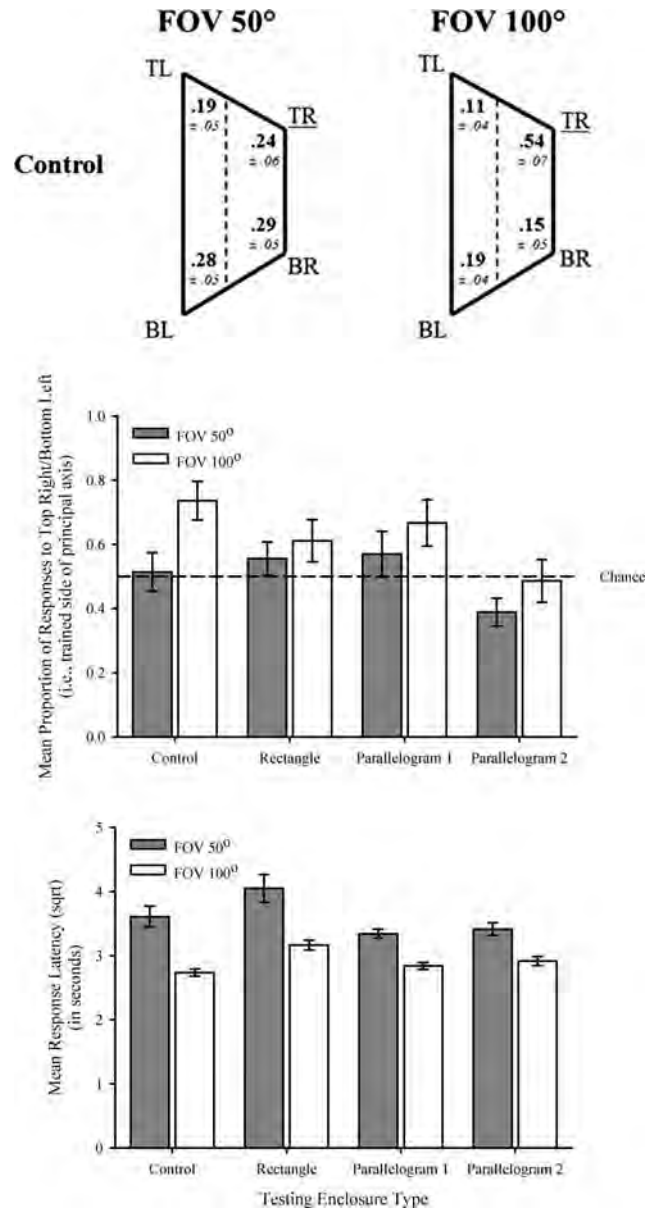 FOV 50° FOV 100°
TL TL
.19 .11
± .05 ± .04
TR TR
.24 .54
± .06 ± .07
Control
.29 .15
± .05 ± .05
.28 .19
± .05 ± .04
BR BR
BL BL
Mean Proportion of Responses to Top Right/Bottom Left
(i.e., trained side of principal axis)
1.0
0.8
0.6
0.4
0.2
0.0
FOV 50°
FOV 100°
Chance
Control Rectangle Parallelogram 1 Parallelogram 2
Mean Response Latency (sqrt)
(in seconds)
5
4
3
2
1
0
FOV 50°
FOV 100°
Control Rectangle Parallelogram 1 Parallelogram 2
Testing Enclosure Type